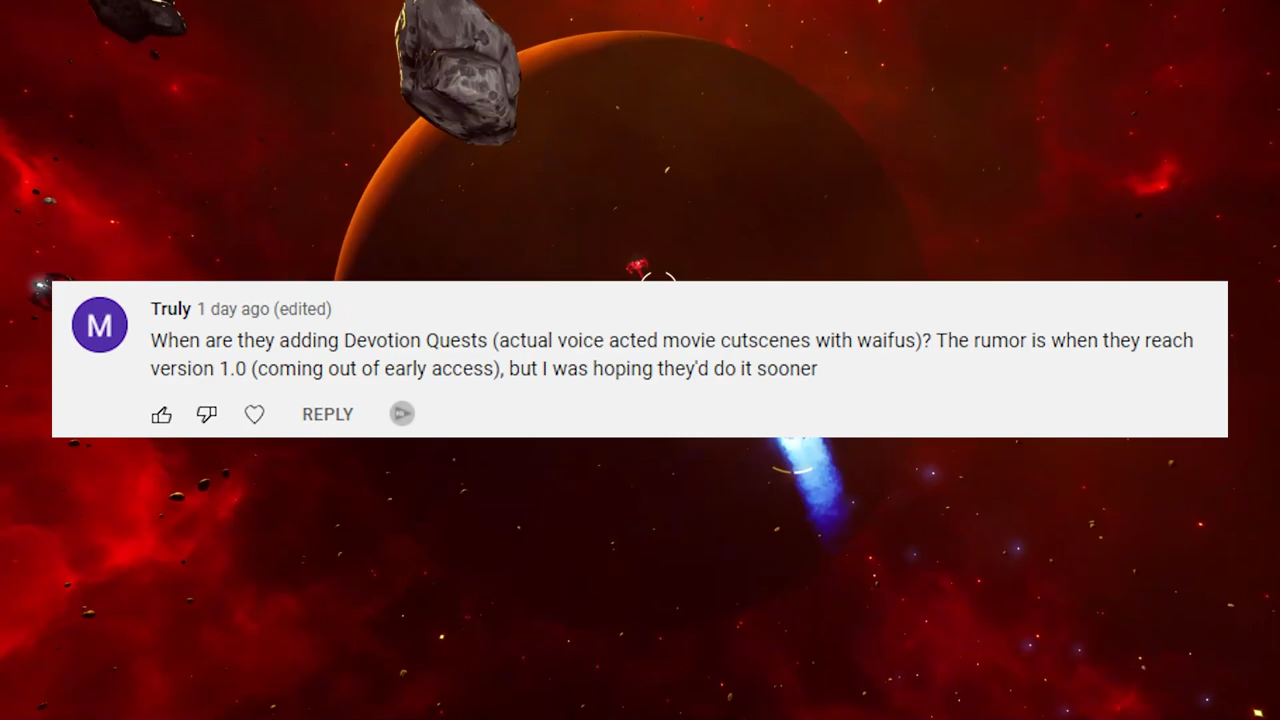 M
Truly 1 day ago (edited)
When are they adding Devotion Quests (actual voice acted movie cutscenes with waifus)? The rumor is when they reach
version 1.0 (coming out of early access), but I was hoping they'd do it sooner
REPLY